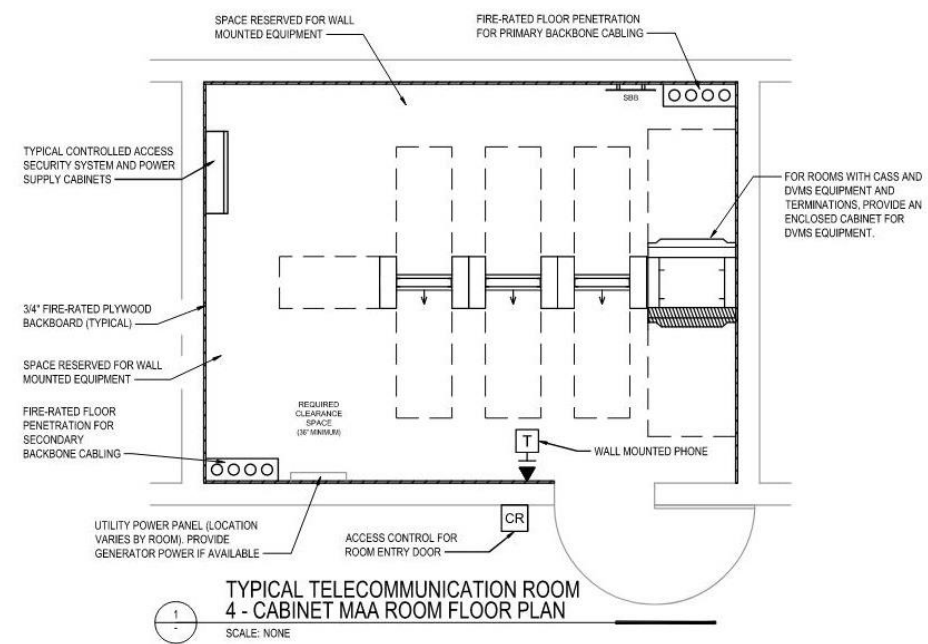 SPACE RESERVED FOR WALL
MOUNTED EQUIPMENT
FIRE-RATED FLOOR PENETRATION
FOR PRIMARY BACKBONE CABLING
SBB
TYPICAL CONTROLLED ACCESS
SECURITY SYSTEM AND POWER
SUPPLY CABINETS
FOR ROOMS WITH CASS AND
DVMS EQUIPMENT AND
TERMINATIONS, PROVIDE AN
ENCLOSED CABINET FOR
DVMS EQUIPMENT.
3/4" FIRE-RATED PLYWOOD
BACKBOARD (TYPICAL)
SPACE RESERVED FOR WALL
MOUNTED EQUIPMENT
FIRE-RATED FLOOR
PENETRATION FOR
SECONDARY
BACKBONE CABLING
REQUIRED
CLEARANCE
SPACE
(36" MINIMUM)
T
WALL MOUNTED PHONE
UTILITY POWER PANEL (LOCATION
VARIES BY ROOM). PROVIDE
GENERATOR POWER IF AVAILABLE
ACCESS CONTROL FOR
ROOM ENTRY DOOR
CR
1
-
TYPICAL TELECOMMUNICATION ROOM
4 - CABINET MAA ROOM FLOOR PLAN
SCALE: NONE